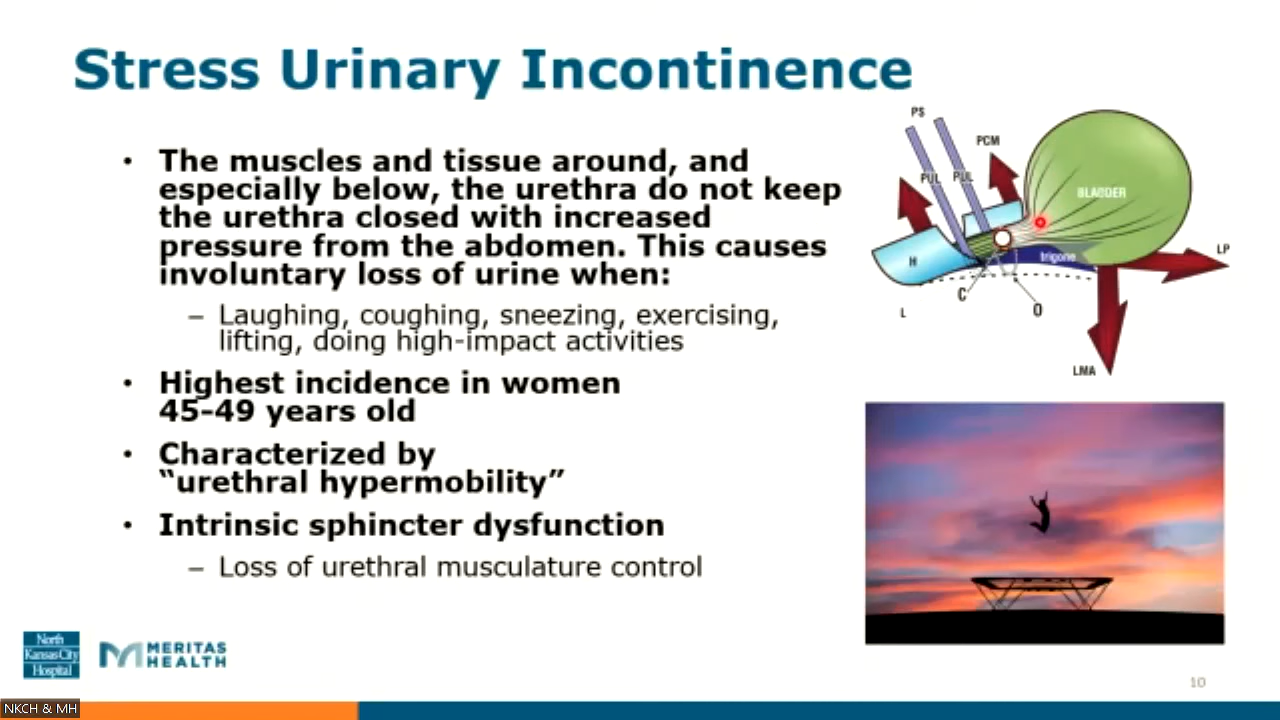 Stress Urinary Incontinence
• The muscles and tissue around, and
especially below, the urethra do not keep
the urethra closed with increased
pressure from the abdomen. This causes
involuntary loss of urine when:
– Laughing, coughing, sneezing, exercising,
lifting, doing high-impact activities
• Highest incidence in women
45-49 years old
• Characterized by
“urethral hypermobility”
• Intrinsic sphincter dysfunction
– Loss of urethral musculature control
PS
PCM
PUL
PUL
BLADDER
H
trigone
LP
C
O
L
LMA
North
Kansas City
Hospital
MERITAS
HEALTH
10
NKCH & MH